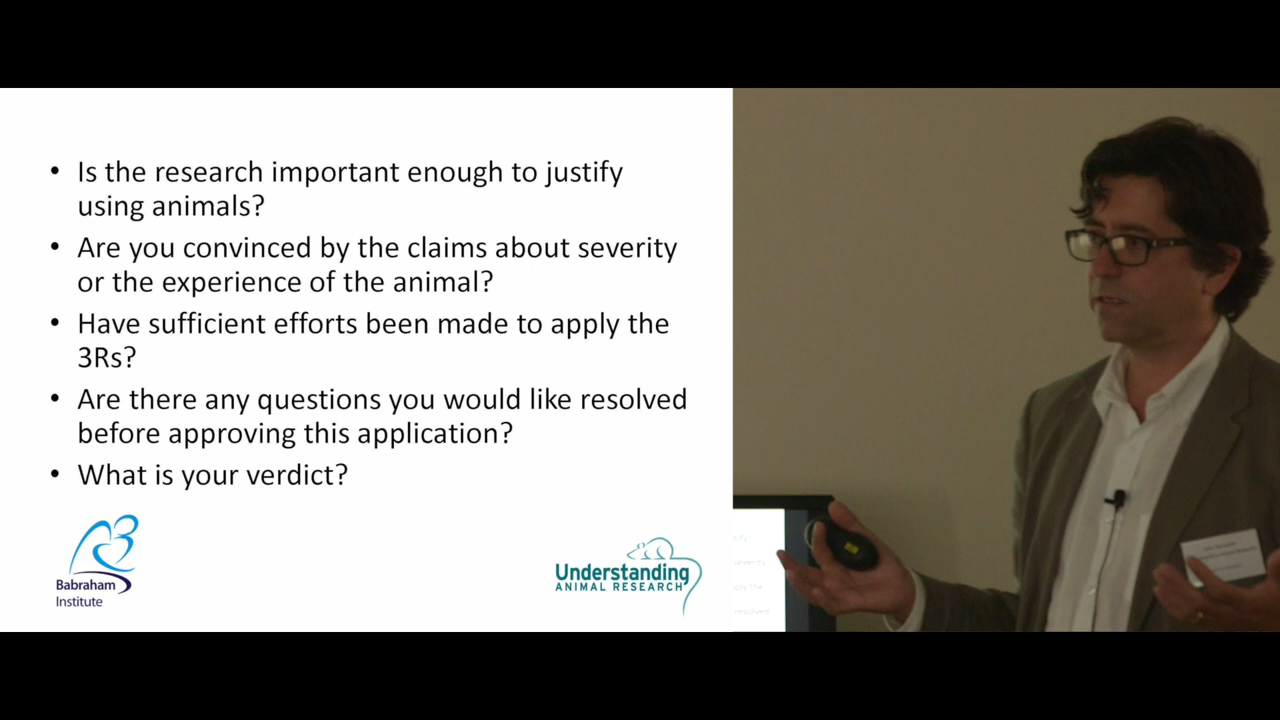 • Is the research important enough to justify
using animals?
• Are you convinced by the claims about severity
or the experience of the animal?
• Have sufficient efforts been made to apply the
3Rs?
• Are there any questions you would like resolved
before approving this application?
• What is your verdict?
Babraham
Institute
Understanding
ANIMAL RESEARCH
resolved